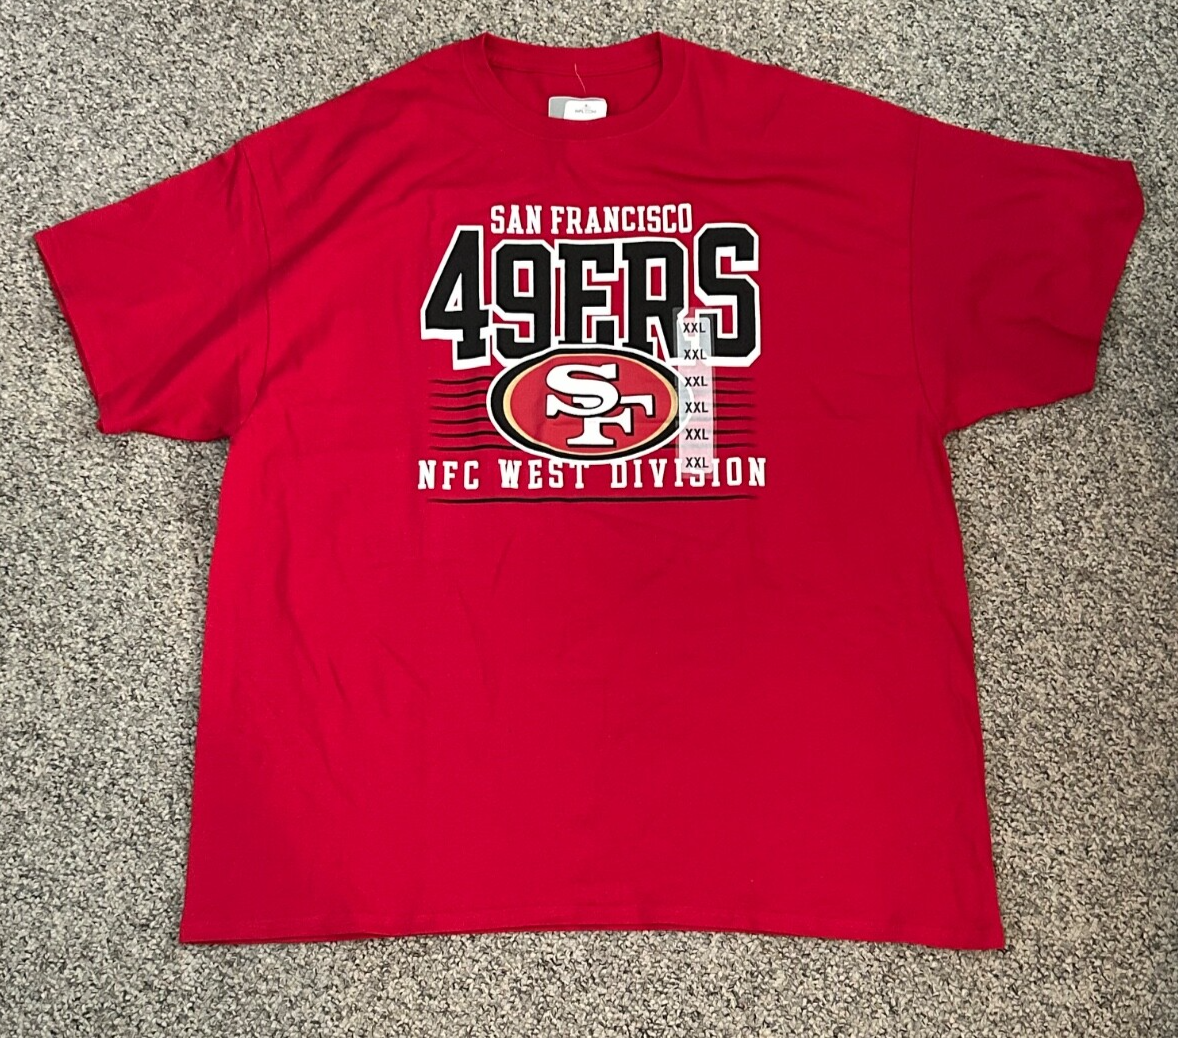 SAN FRANCISCO
49ERS
XXL
XXL
XXL
XXL
XXL
XXL
SF
NFC WEST DIVISION